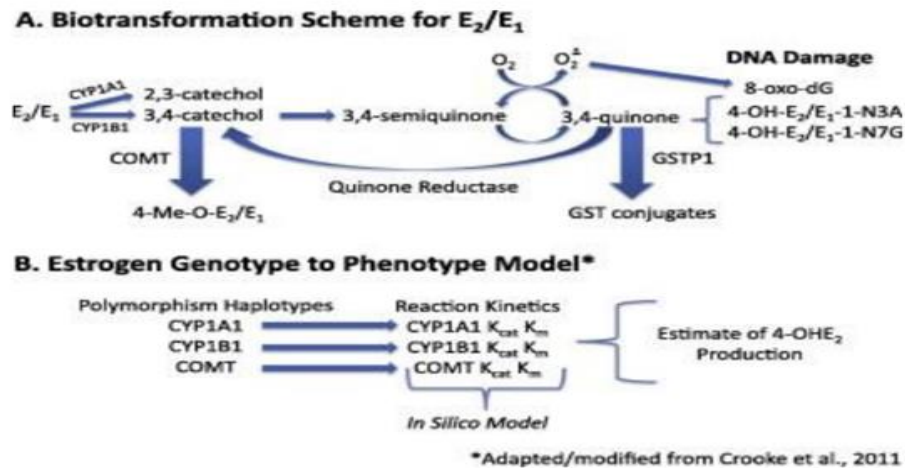 A. Biotransformation Scheme for E₂/E₁
O₂ O₂∸ DNA Damage
CYP1A1 2,3-catechol 8-oxo-dG
E₂/E₁ 3,4-catechol 3,4-semiquinone 3,4-quinone 4-OH-E₂/E₁-1-N3A
CYP1B1 4-OH-E₂/E₁-1-N7G
COMT GSTP1
Quinone Reductase
4-Me-O-E₂/E₁ GST conjugates
B. Estrogen Genotype to Phenotype Model*
Polymorphism Haplotypes Reaction Kinetics
CYP1A1 CYP1A1 Kcat Km
CYP1B1 CYP1B1 Kcat Km Estimate of 4-OHE₂
COMT COMT Kcat Km Production
In Silico Model
*Adapted/modified from Crooke et al., 2011